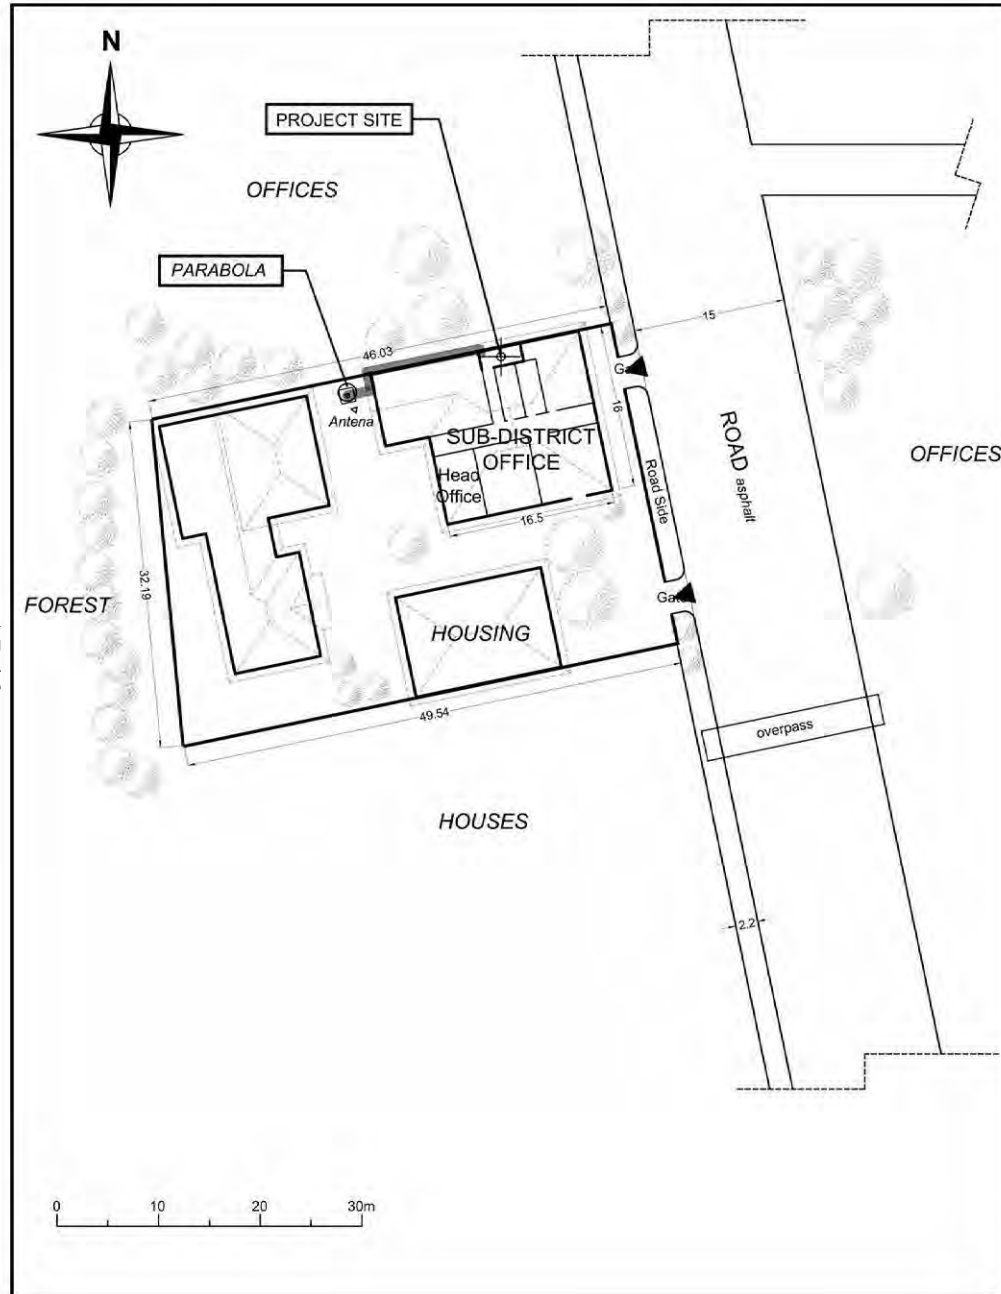 N
PROJECT SITE
OFFICES
PARABOLA
15
46.03
Antena
16
SUB-DISTRICT
OFFICE
ROAD asphalt
OFFICES
Head
Office
Road Side
16.5
32.19
FOREST
HOUSING
49.54
overpass
HOUSES
2.2
0 10 20 30m